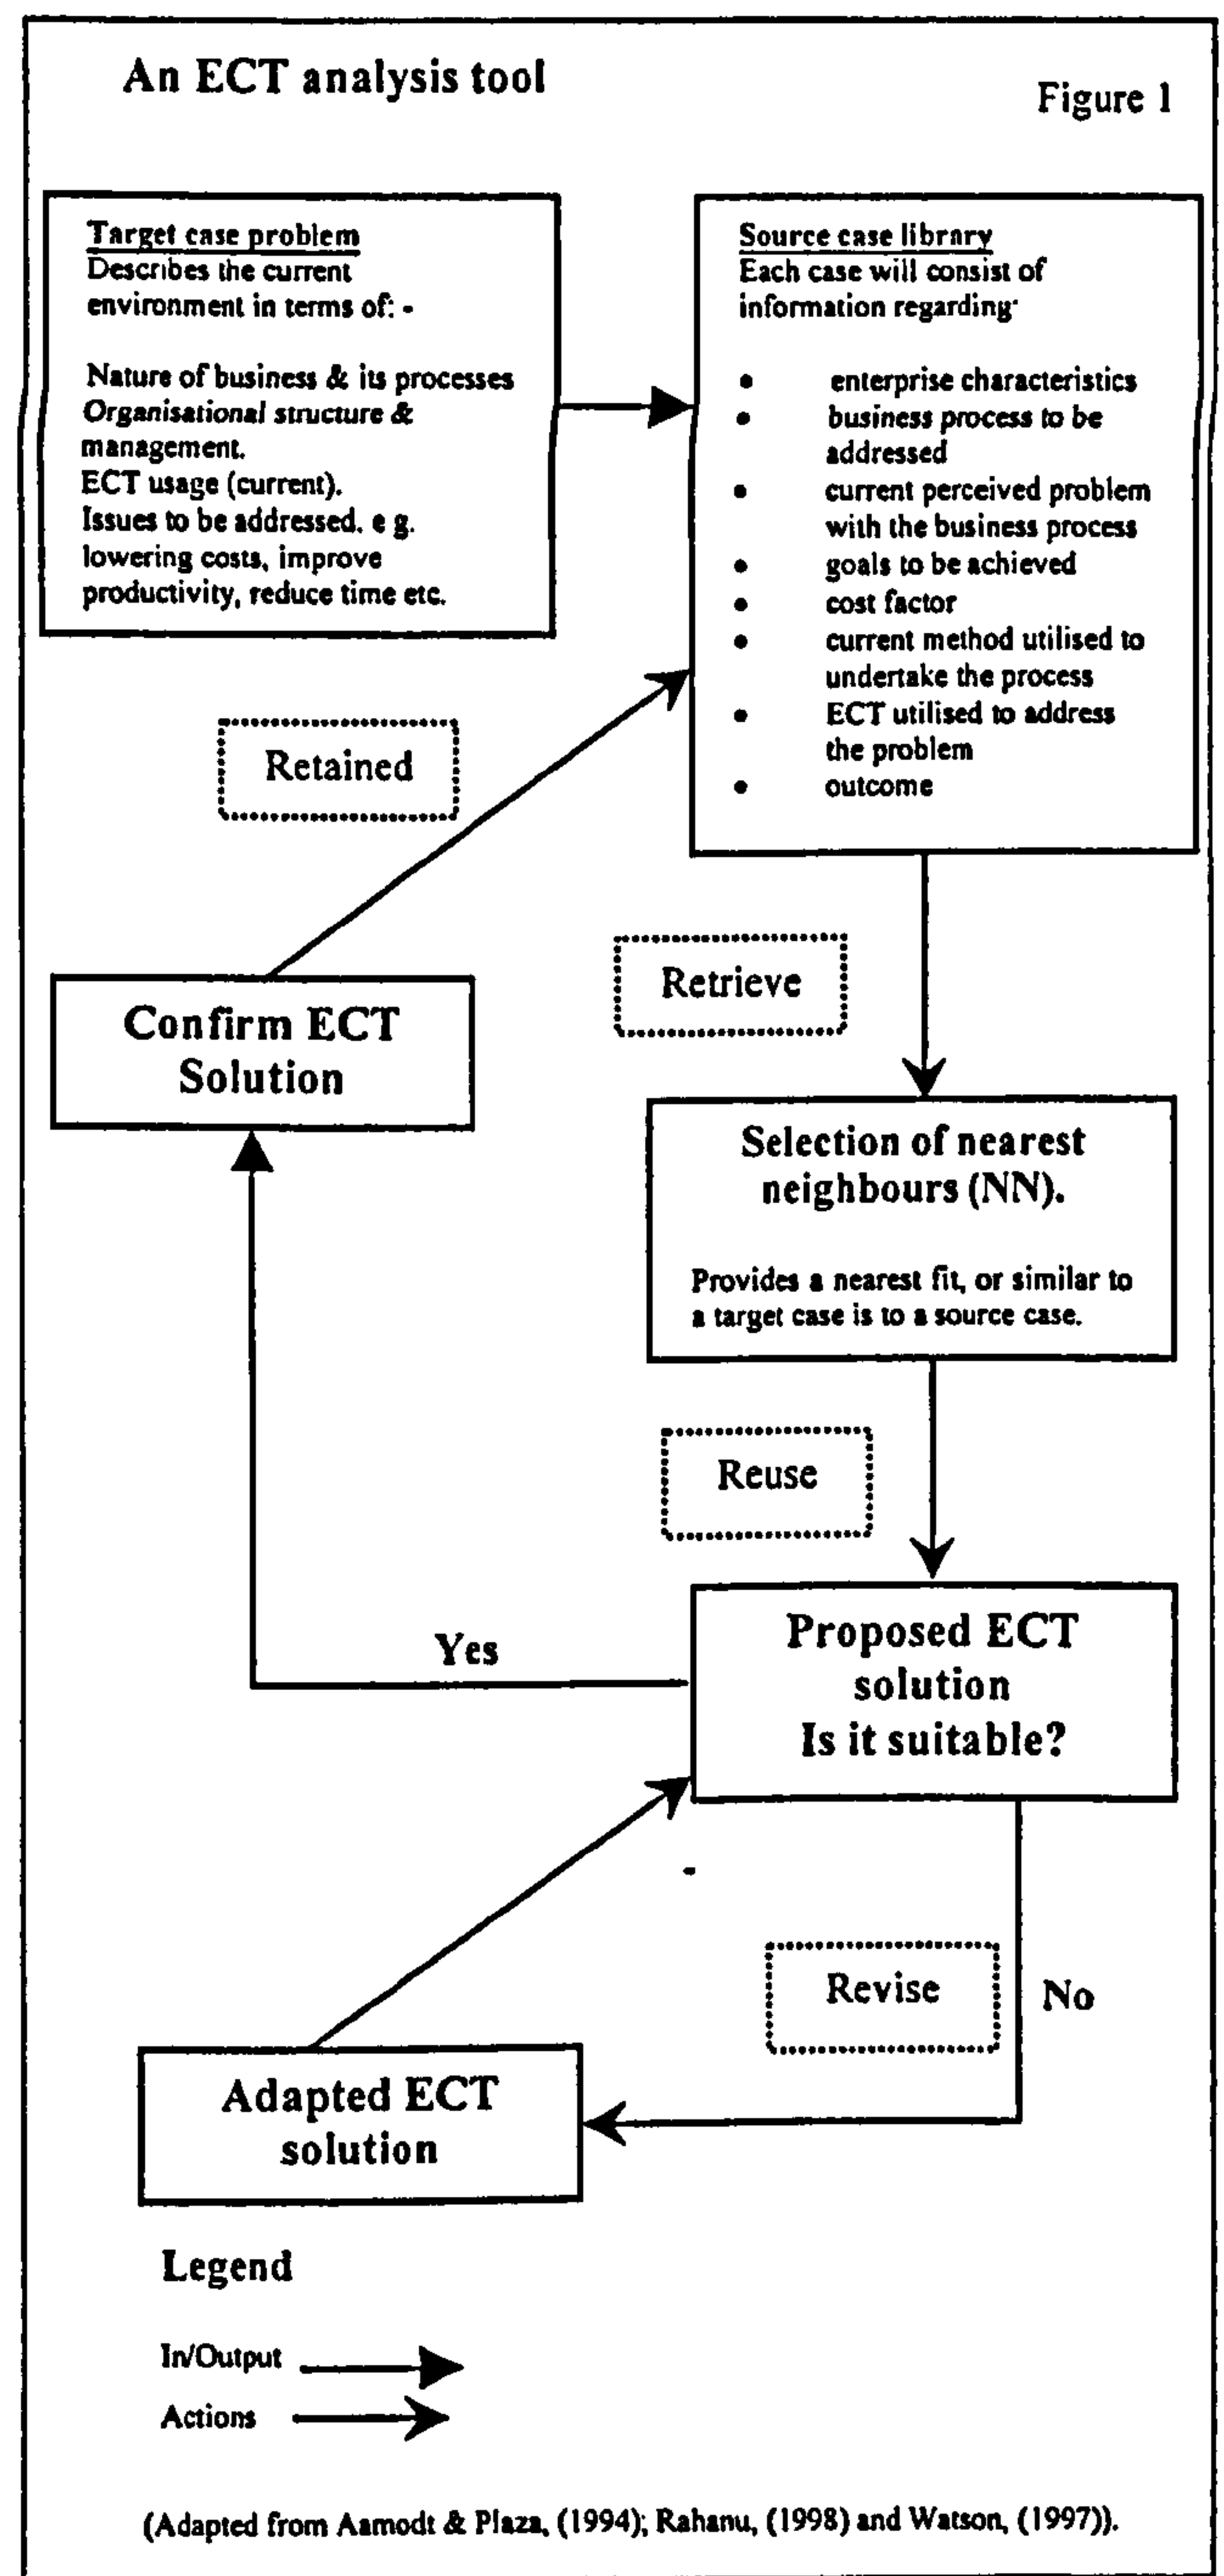 An ECT analysis tool
Figure 1
Target case problem
Describes the current
environment in terms of: -
Nature of business & its processes
Organisational structure &
management.
ECT usage (current).
Issues to be addressed, e g.
lowering costs, improve
productivity, reduce time etc.
Source case library
Each case will consist of
information regarding·
• enterprise characteristics
• business process to be
addressed
• current perceived problem
with the business process
• goals to be achieved
• cost factor
• current method utilised to
undertake the process
• ECT utilised to address
the problem
• outcome
Retained
Retrieve
Confirm ECT
Solution
Selection of nearest
neighbours (NN).
Provides a nearest fit, or similar to
a target case is to a source case.
Reuse
Yes
Proposed ECT
solution
Is it suitable?
Revise
No
Adapted ECT
solution
Legend
In/Output
Actions
(Adapted from Aamodt & Plaza, (1994); Rahanu, (1998) and Watson, (1997)).